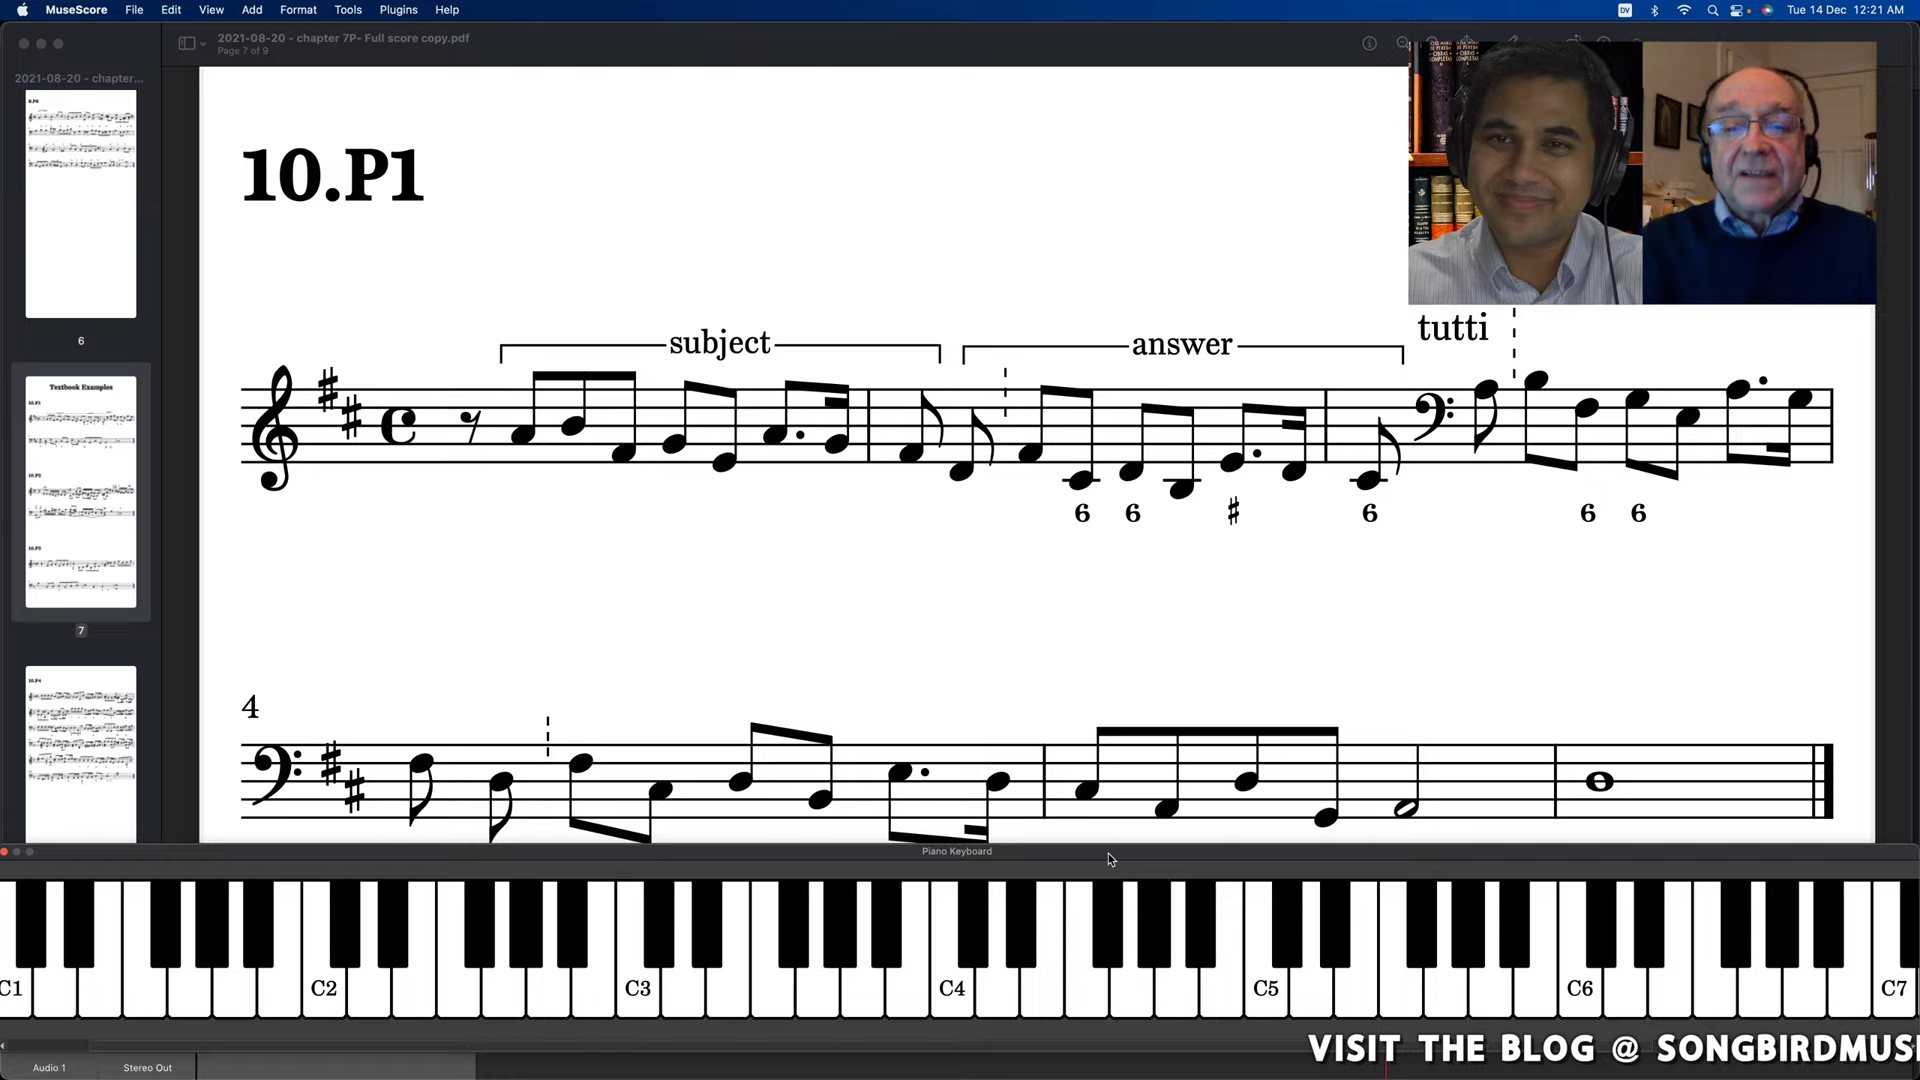 MuseScore File Edit View Add Format Tools Plugins Help
DV
Tue 14 Dec 12:21 AM
2021-08-20 - chapter 7P- Full score copy.pdf
Page 7 of 9
2021-08-20 - chapter...
6
Textbook Examples
10.P1
7
10.P1
subject
answer
tutti
6 6 ♯ 6 6 6
4
Piano Keyboard
C1 C2 C3 C4 C5 C6 C7
VISIT THE BLOG @ SONGBIRDMUS
Audio 1 Stereo Out